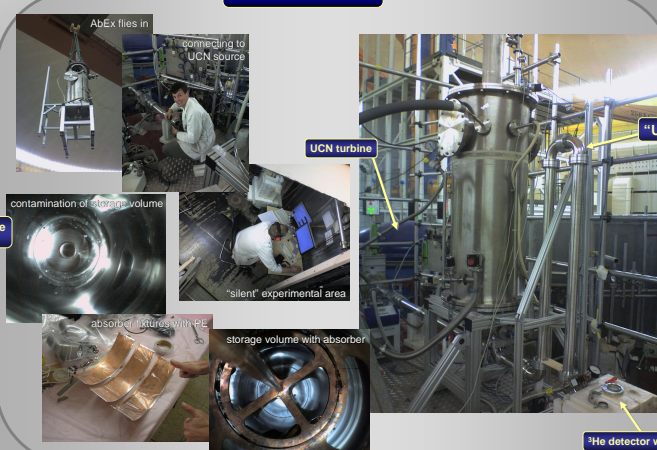 AbEx flies in
connecting to
UCN source
UCN turbine
"U
contamination of storage volume
e
"silent" experimental area
absorber fixtures with PE
storage volume with absorber
³He detector w